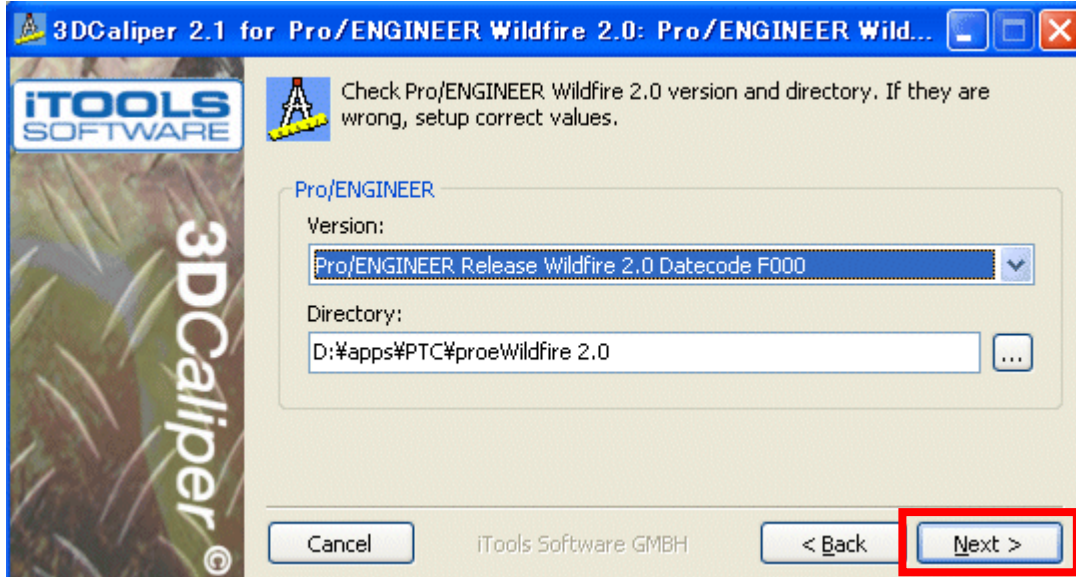 3DCaliper 2.1 for Pro/ENGINEER Wildfire 2.0: Pro/ENGINEER Wild...
iTOOLS
SOFTWARE
3DCaliper ©
Check Pro/ENGINEER Wildfire 2.0 version and directory. If they are
wrong, setup correct values.
Pro/ENGINEER
Version:
Pro/ENGINEER Release Wildfire 2.0 Datecode F000
Directory:
D:¥apps¥PTC¥proeWildfire 2.0
...
Cancel
iTools Software GMBH
< Back
Next >